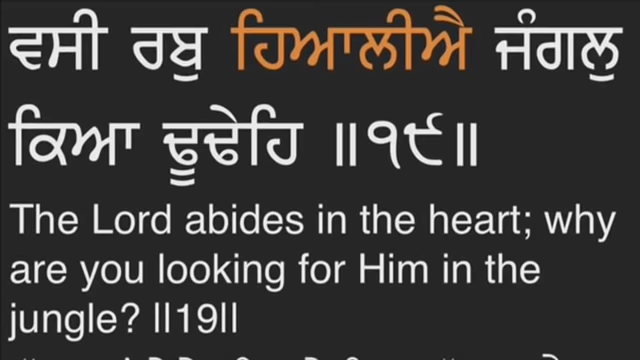 ਵਸੀ ਰਬੁ ਹਿਆਲੀਐ ਜੰਗਲੁ
ਕਿਆ ਢੂਢੇਹਿ ॥੧੯॥
The Lord abides in the heart; why
are you looking for Him in the
jungle? ||19||